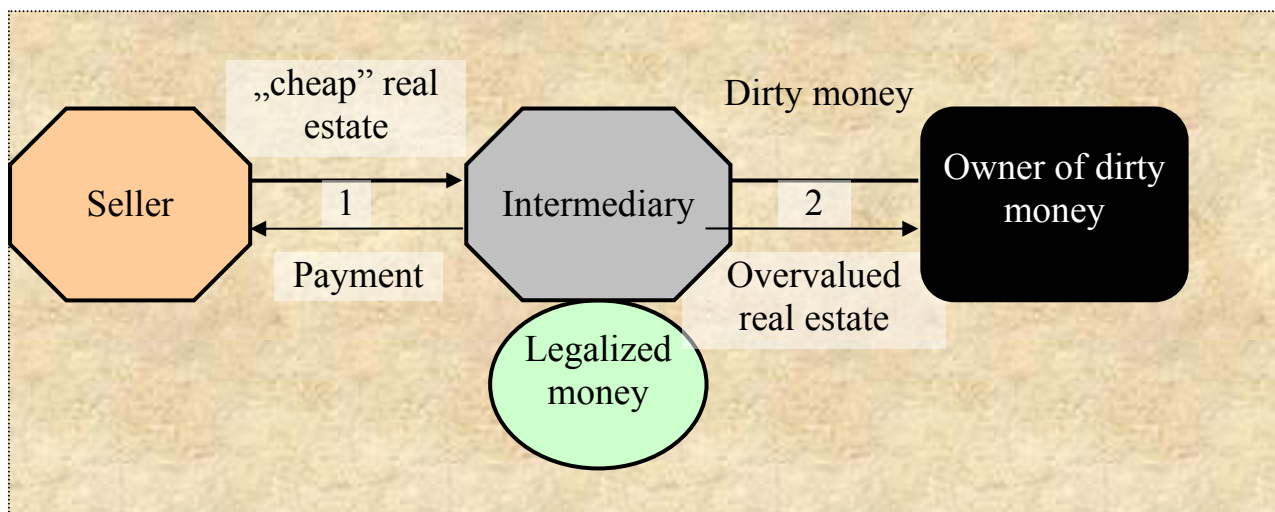 „cheap” real
estate
Dirty money
Seller
1
Intermediary
2
Owner of dirty
money
Payment
Overvalued
real estate
Legalized
money